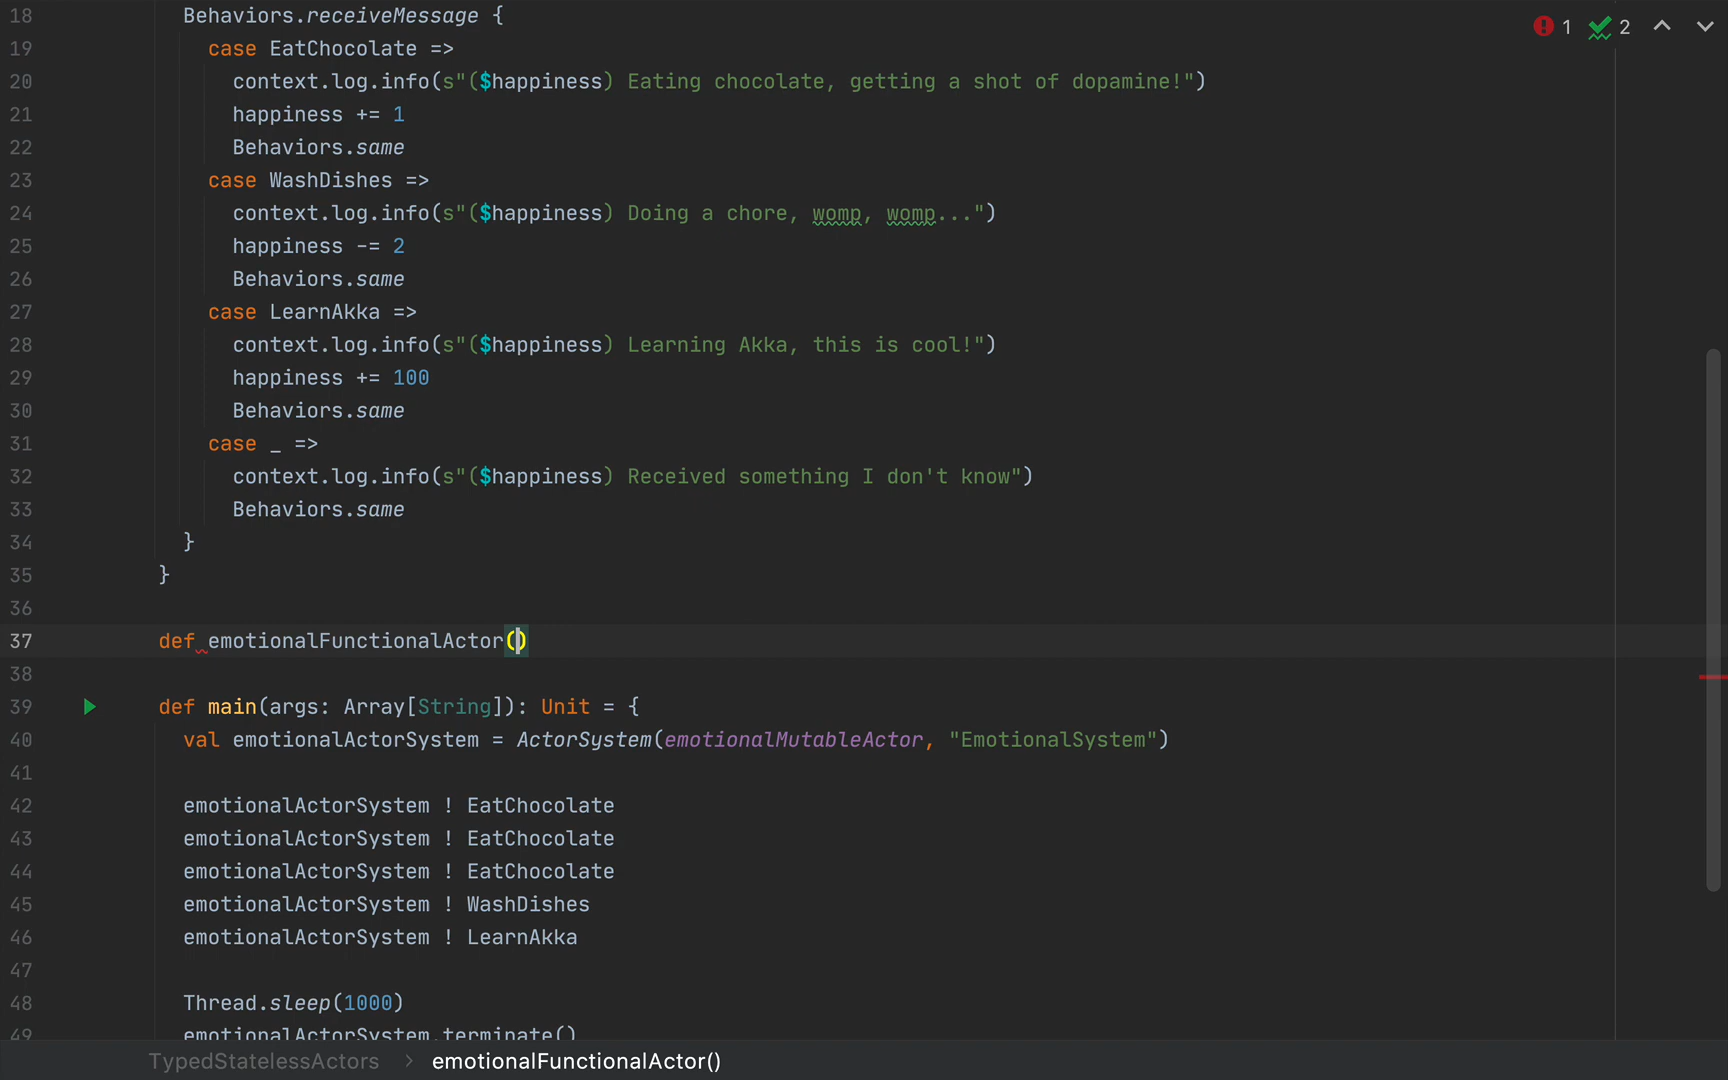 18 Behaviors.receiveMessage {
19 case EatChocolate =>
20 context.log.info(s"($happiness) Eating chocolate, getting a shot of dopamine!")
21 happiness += 1
22 Behaviors.same
23 case WashDishes =>
24 context.log.info(s"($happiness) Doing a chore, womp, womp...")
25 happiness -= 2
26 Behaviors.same
27 case LearnAkka =>
28 context.log.info(s"($happiness) Learning Akka, this is cool!")
29 happiness += 100
30 Behaviors.same
31 case _ =>
32 context.log.info(s"($happiness) Received something I don't know")
33 Behaviors.same
34 }
35 }
36
37 def emotionalFunctionalActor()
38
39 def main(args: Array[String]): Unit = {
40 val emotionalActorSystem = ActorSystem(emotionalMutableActor, "EmotionalSystem")
41
42 emotionalActorSystem ! EatChocolate
43 emotionalActorSystem ! EatChocolate
44 emotionalActorSystem ! EatChocolate
45 emotionalActorSystem ! WashDishes
46 emotionalActorSystem ! LearnAkka
47
48 Thread.sleep(1000)
49 emotionalActorSystem.terminate()
1 2
TypedStatelessActors > emotionalFunctionalActor()